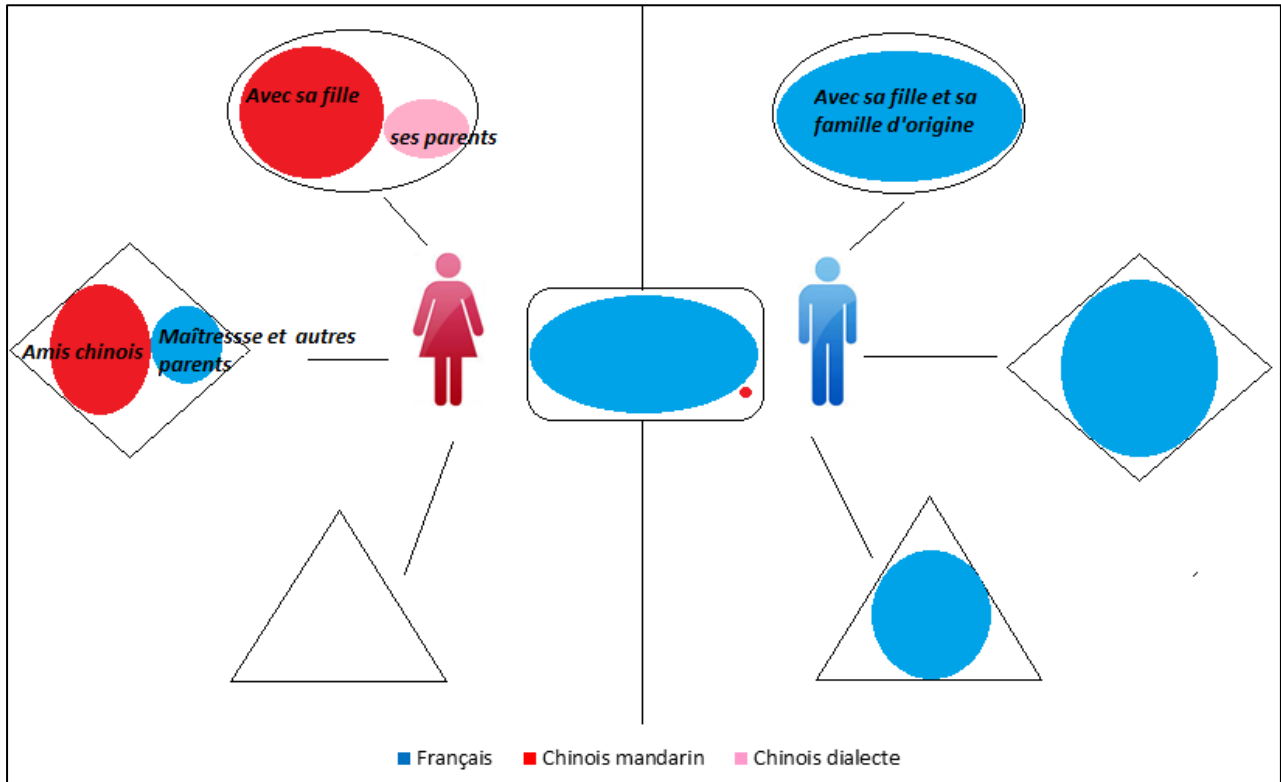 Avec sa fille
ses parents
Avec sa fille et sa
famille d'origine
Amis chinois
Maîtressse et autres
parents
Français
Chinois mandarin
Chinois dialecte